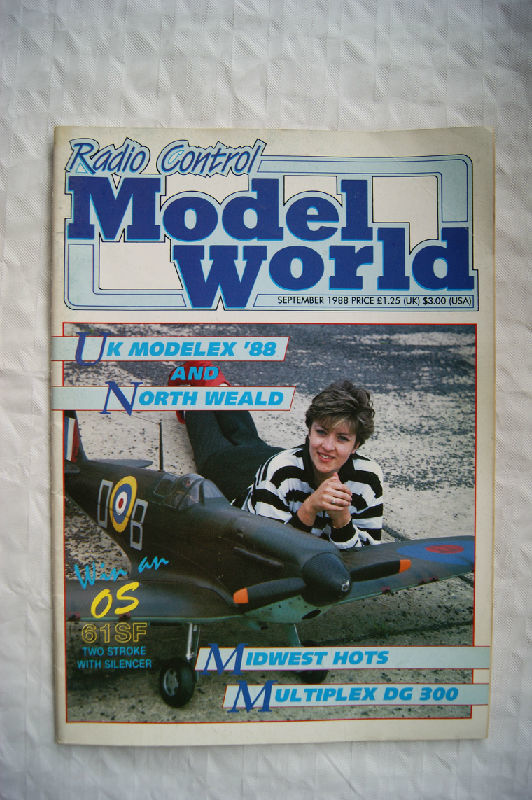 Radio Control
Model
World
SEPTEMBER 1988 PRICE £1.25 (UK) $3.00 (USA)
UK MODELEX '88
AND
NORTH WEALD
D B
Win an
OS
61SF
TWO STROKE
WITH SILENCER
MIDWEST HOTS
MULTIPLEX DG 300